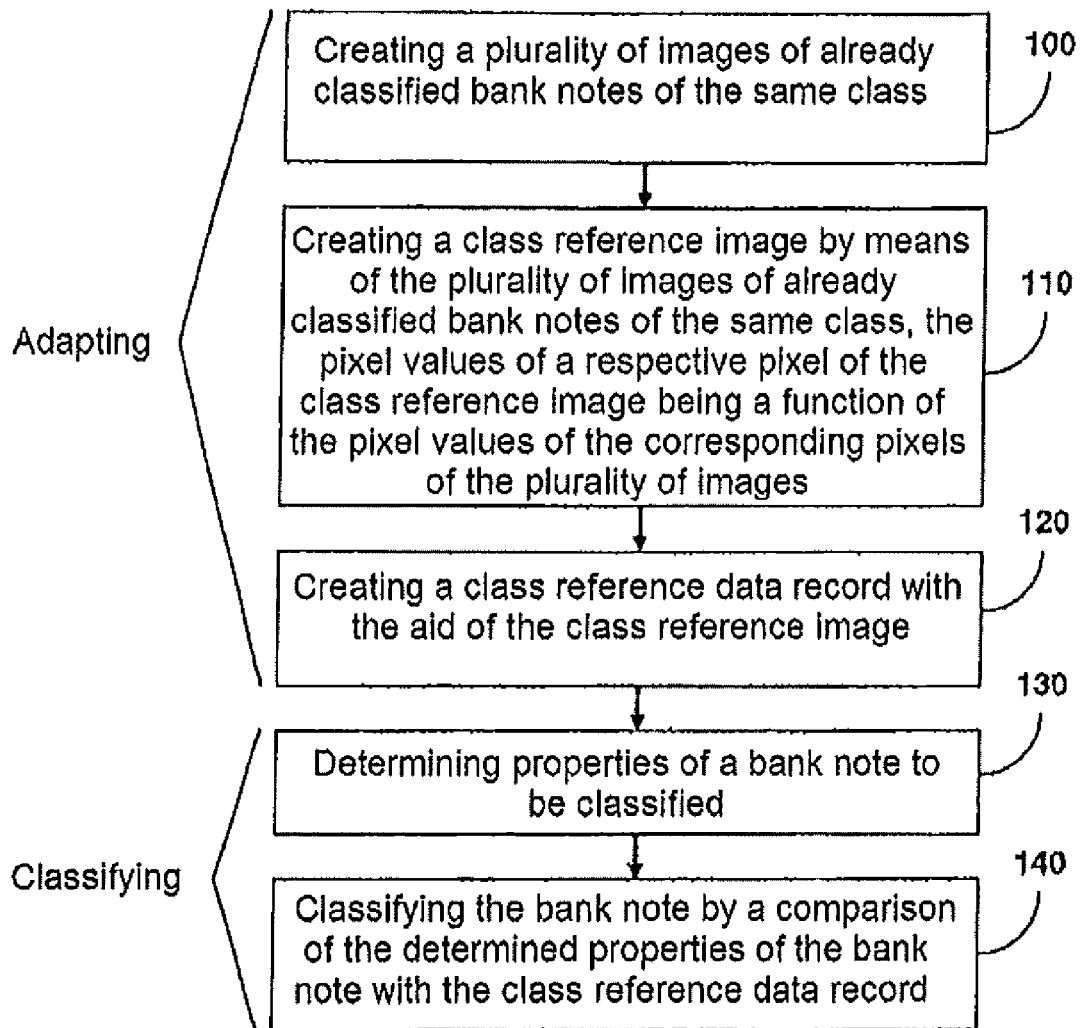 Creating a plurality of images of already
classified bank notes of the same class
100
Creating a class reference image by means
of the plurality of images of already
classified bank notes of the same class, the
pixel values of a respective pixel of the
class reference image being a function of
the pixel values of the corresponding pixels
of the plurality of images
110
Adapting
Creating a class reference data record with
the aid of the class reference image
120
Determining properties of a bank note to
be classified
130
Classifying
Classifying the bank note by a comparison
of the determined properties of the bank
note with the class reference data record
140